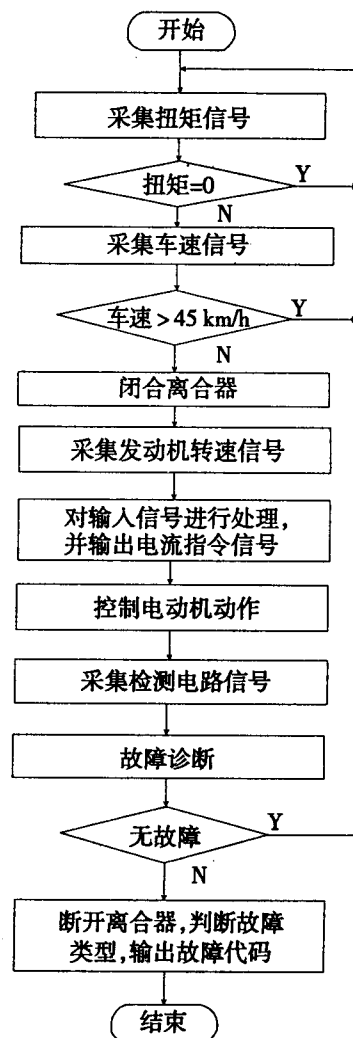 开始
采集扭矩信号
扭矩=0
Y
N
采集车速信号
车速>45 km/h
Y
N
闭合离合器
采集发动机转速信号
对输入信号进行处理,
并输出电流指令信号
控制电动机动作
采集检测电路信号
故障诊断
无故障
Y
N
断开离合器,判断故障
类型,输出故障代码
结束